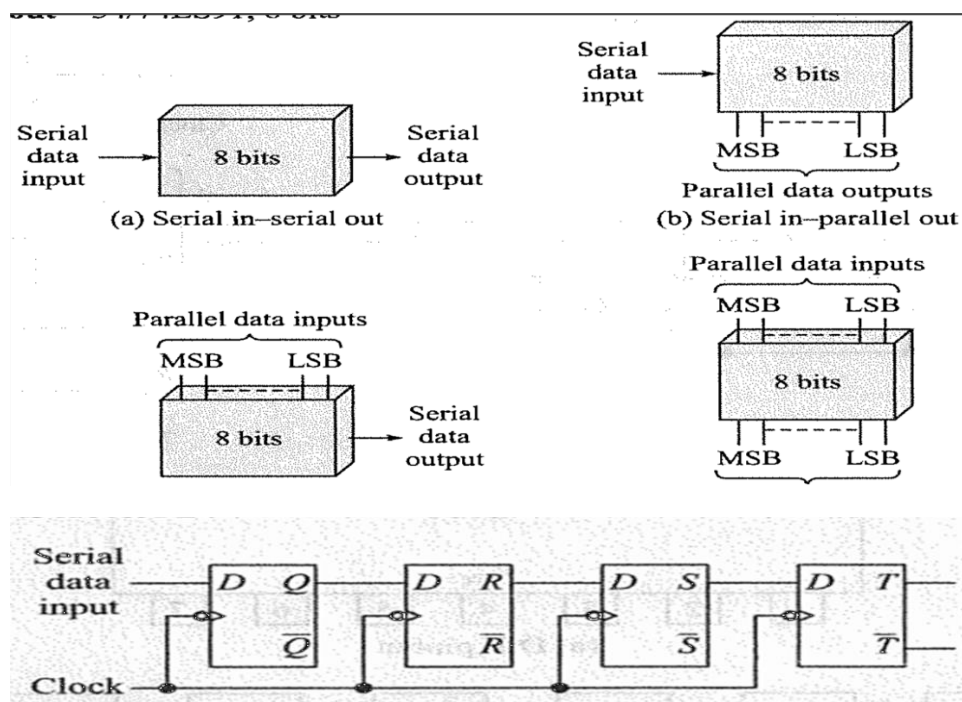 Serial data input
8 bits
Serial data output
(a) Serial in–serial out
Serial data input
8 bits
MSB LSB
Parallel data outputs
(b) Serial in–parallel out
Parallel data inputs
MSB LSB
8 bits
Serial data output
Parallel data inputs
MSB LSB
8 bits
MSB LSB
Serial data input
D Q
Q̅
D R
R̅
D S
S̅
D T
T̅
Clock